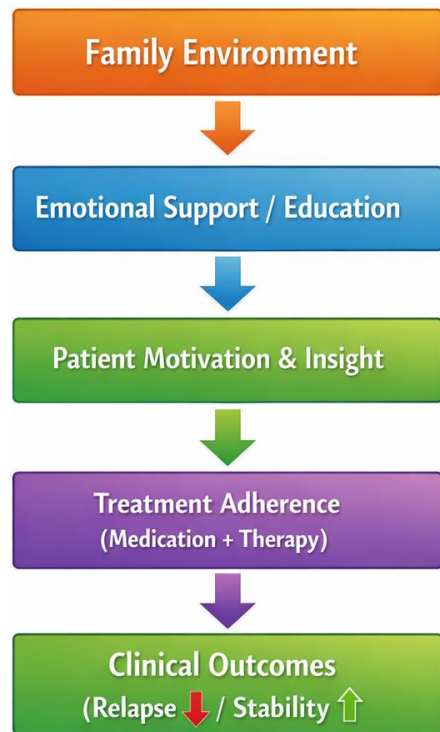 Family Environment
Emotional Support / Education
Patient Motivation & Insight
Treatment Adherence
(Medication + Therapy)
Clinical Outcomes
(Relapse / Stability